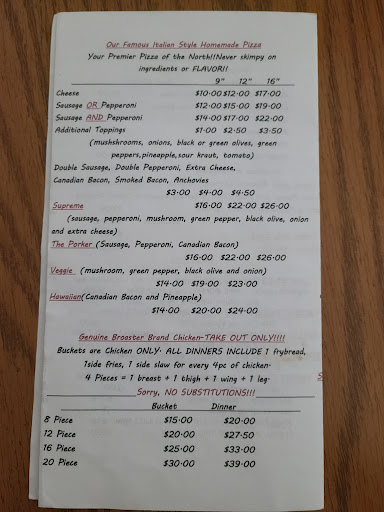 Our Famous Italian Style Homemade Pizza
Your Premier Pizza of the North!!Never skimpy on
ingredients or FLAVOR!!
9" 12" 16"
Cheese $10.00 $12.00 $17.00
Sausage OR Pepperoni $12.00 $15.00 $19.00
Sausage AND Pepperoni $14.00 $17.00 $22.00
Additional Toppings $1.00 $2.50 $3.50
(mushshrooms, onions, black or green olives, green
peppers,pineapple,sour kraut, tomato)
Double Sausage, Double Pepperoni, Extra Cheese,
Canadian Bacon, Smoked Bacon, Anchovies
$3.00 $4.00 $4.50
Supreme $16.00 $22.00 $26.00
(sausage, pepperoni, mushroom, green pepper, black olive, onion
and extra cheese)
The Porker (Sausage, Pepperoni, Canadian Bacon)
$16.00 $22.00 $26.00
Veggie (mushroom, green pepper, black olive and onion)
$14.00 $19.00 $23.00
Hawaiian(Canadian Bacon and Pineapple)
$14.00 $20.00 $24.00
Genuine Broaster Brand Chicken-TAKE OUT ONLY!!!!
Buckets are Chicken ONLY. ALL DINNERS INCLUDE 1 frybread,
1side fries, 1 side slaw for every 4pc of chicken.
4 Pieces = 1 breast + 1 thigh + 1 wing + 1 leg.
Sorry, NO SUBSTITUTIONS!!!
Bucket Dinner
8 Piece $15.00 $20.00
12 Piece $20.00 $27.50
16 Piece $25.00 $33.00
20 Piece $30.00 $39.00